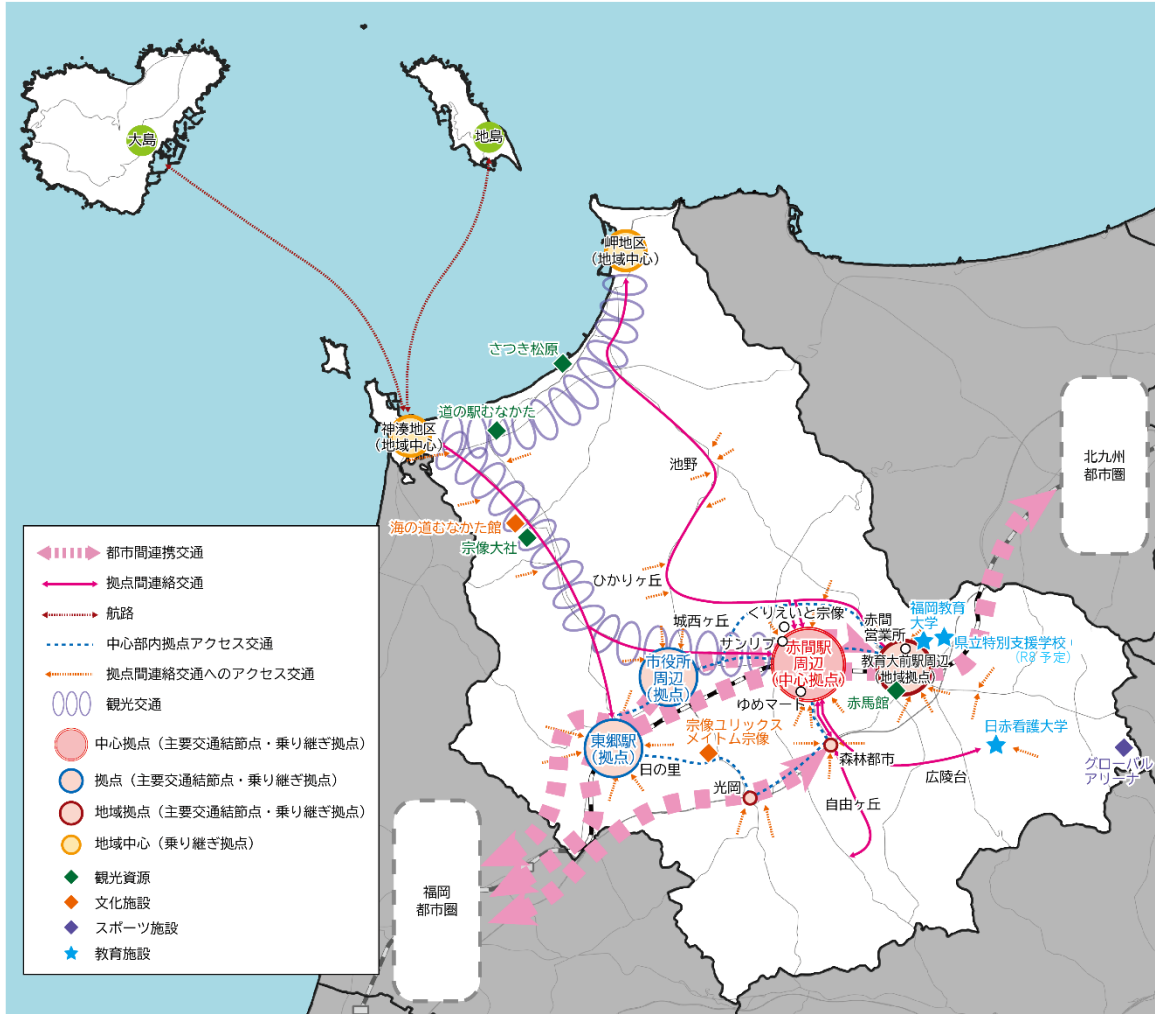 大島
地島
岬地区
(地域中心)
さつき松原
道の駅むなかた
神湊地区
(地域中心)
池野
北九州
都市圏
海の道むなかた館
宗像大社
ひかりヶ丘
くりえいと宗像
城西ヶ丘
サンリブ
赤間
営業所
福岡教育
大学
県立特別支援学校
(R8 予定)
赤間駅
周辺
(中心拠点)
教育大前駅周辺
(地域拠点)
市役所
周辺
(拠点)
ゆめマート
赤馬館
宗像ユリックス
メイトム宗像
日赤看護大学
東郷駅
(拠点)
日の里
森林都市
グローバル
アリーナ
光岡
広陵台
自由ヶ丘
福岡
都市圏
都市間連携交通
拠点間連絡交通
航路
中心部内拠点アクセス交通
拠点間連絡交通へのアクセス交通
観光交通
中心拠点(主要交通結節点・乗り継ぎ拠点)
拠点(主要交通結節点・乗り継ぎ拠点)
地域拠点(主要交通結節点・乗り継ぎ拠点)
地域中心(乗り継ぎ拠点)
観光資源
文化施設
スポーツ施設
教育施設